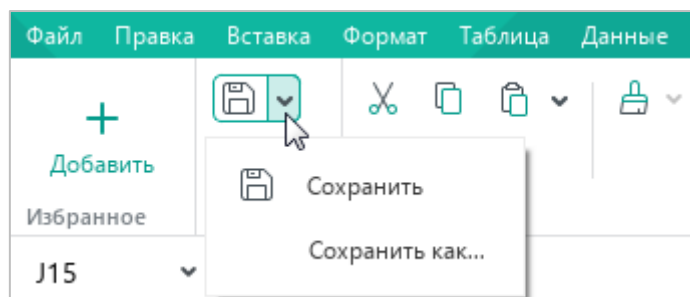 Файл Правка Вставка Формат Таблица Данные
Добавить
Избранное
Сохранить
Сохранить как...
J15